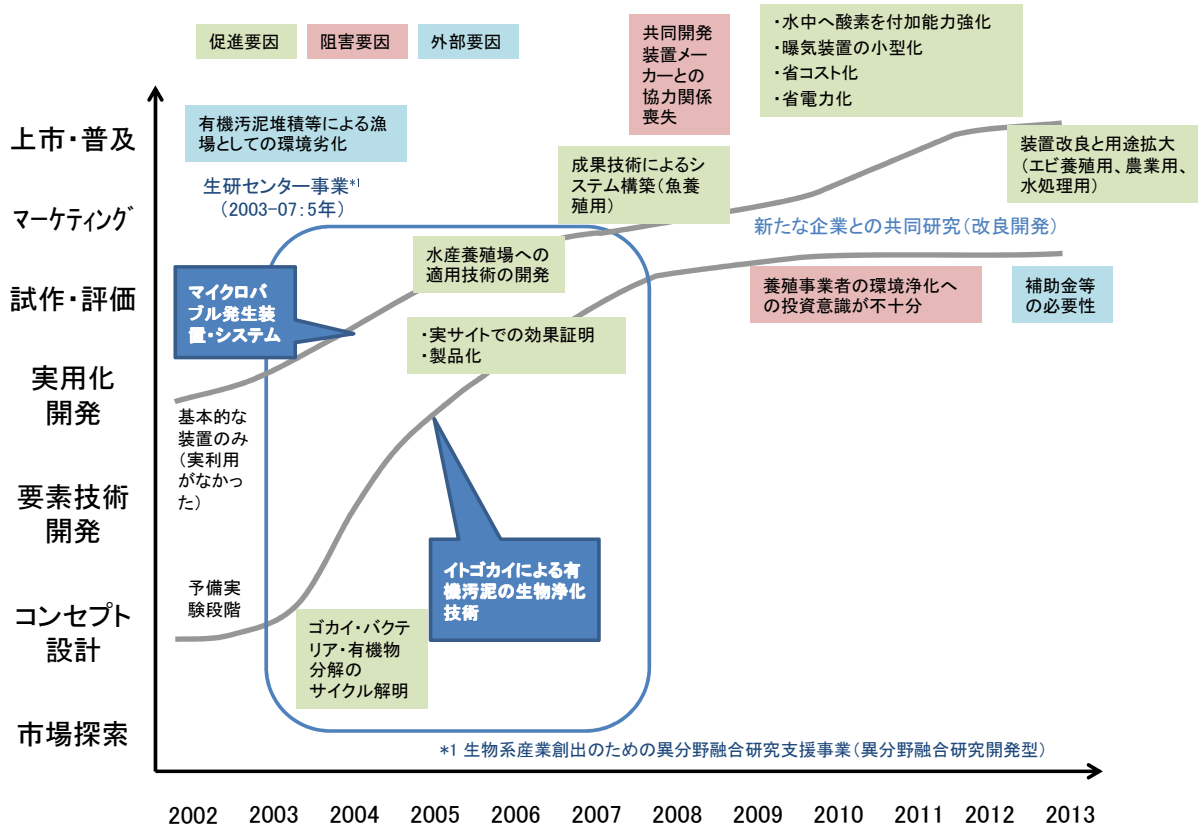 促進要因
阻害要因
外部要因
共同開発
装置メー
カーとの
協力関係
喪失
・水中へ酸素を付加能力強化
・曝気装置の小型化
・省コスト化
・省電力化
上市・普及
有機汚泥堆積等による漁
場としての環境劣化
生研センター事業*1
(2003-07:5年)
成果技術によるシ
ステム構築(魚養
殖用)
装置改良と用途拡大
(エビ養殖用、農業用、
水処理用)
マーケティング
新たな企業との共同研究(改良開発)
水産養殖場への
適用技術の開発
試作・評価
マイクロバ
ブル発生装
置・システム
養殖事業者の環境浄化へ
の投資意識が不十分
補助金等
の必要性
・実サイトでの効果証明
・製品化
実用化
開発
基本的な
装置のみ
(実利用
がなかっ
た)
要素技術
開発
イトゴカイによる有
機汚泥の生物浄化
技術
予備実
験段階
コンセプト
設計
ゴカイ・バクテ
リア・有機物
分解の
サイクル解明
市場探索
*1 生物系産業創出のための異分野融合研究支援事業(異分野融合研究開発型)
2002 2003 2004 2005 2006 2007 2008 2009 2010 2011 2012 2013